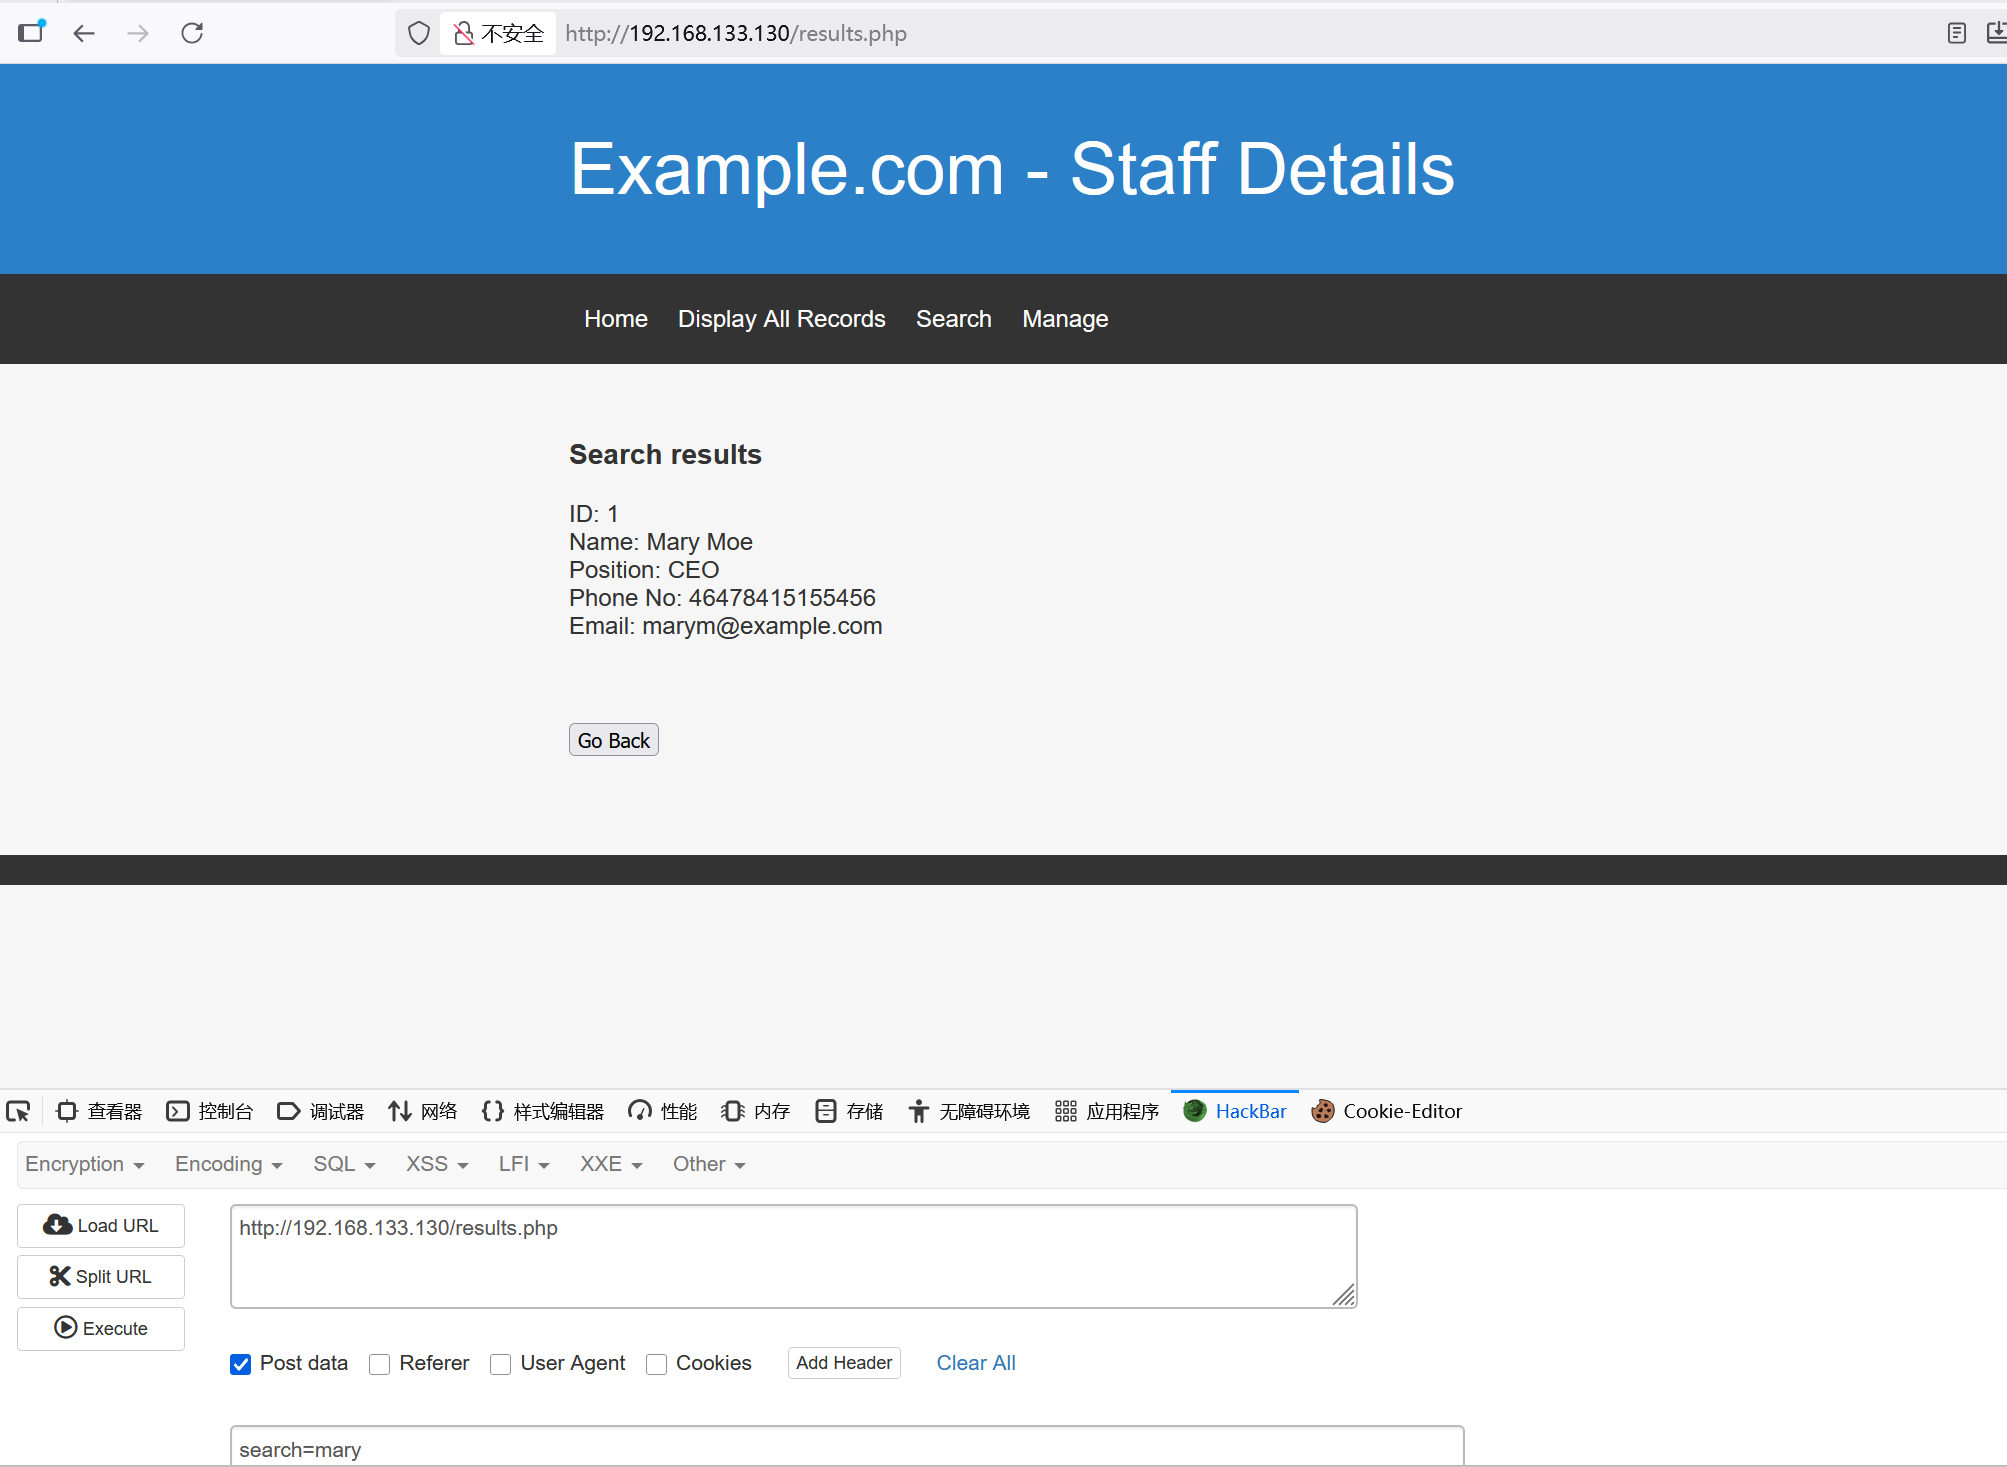 不安全 http://192.168.133.130/results.php
Example.com - Staff Details
Home Display All Records Search Manage
Search results
ID: 1
Name: Mary Moe
Position: CEO
Phone No: 46478415155456
Email: marym@example.com
Go Back
查看器 控制台 调试器 网络 样式编辑器 性能 内存 存储 无障碍环境 应用程序 HackBar Cookie-Editor
Encryption Encoding SQL XSS LFI XXE Other
Load URL
http://192.168.133.130/results.php
Split URL
Execute
Post data Referer User Agent Cookies Add Header Clear All
search=mary